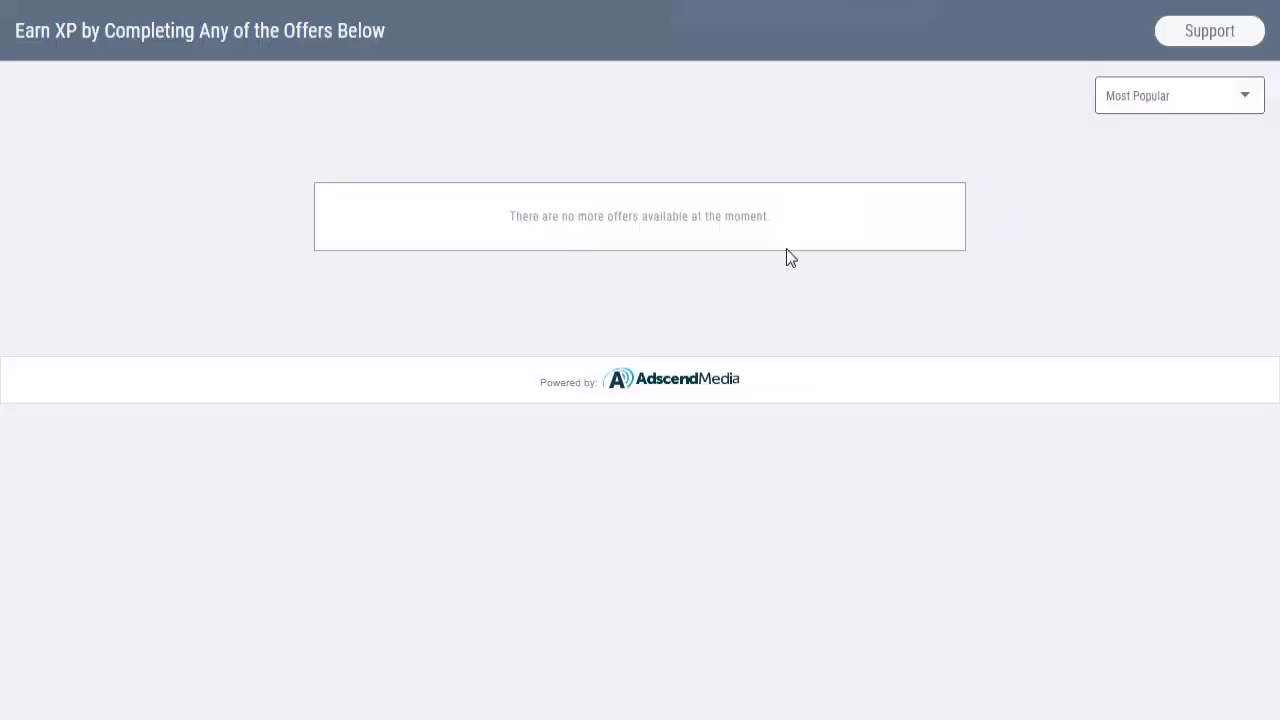 Earn XP by Completing Any of the Offers Below
Support
Most Popular
There are no more offers available at the moment.
Powered by: AdscendMedia